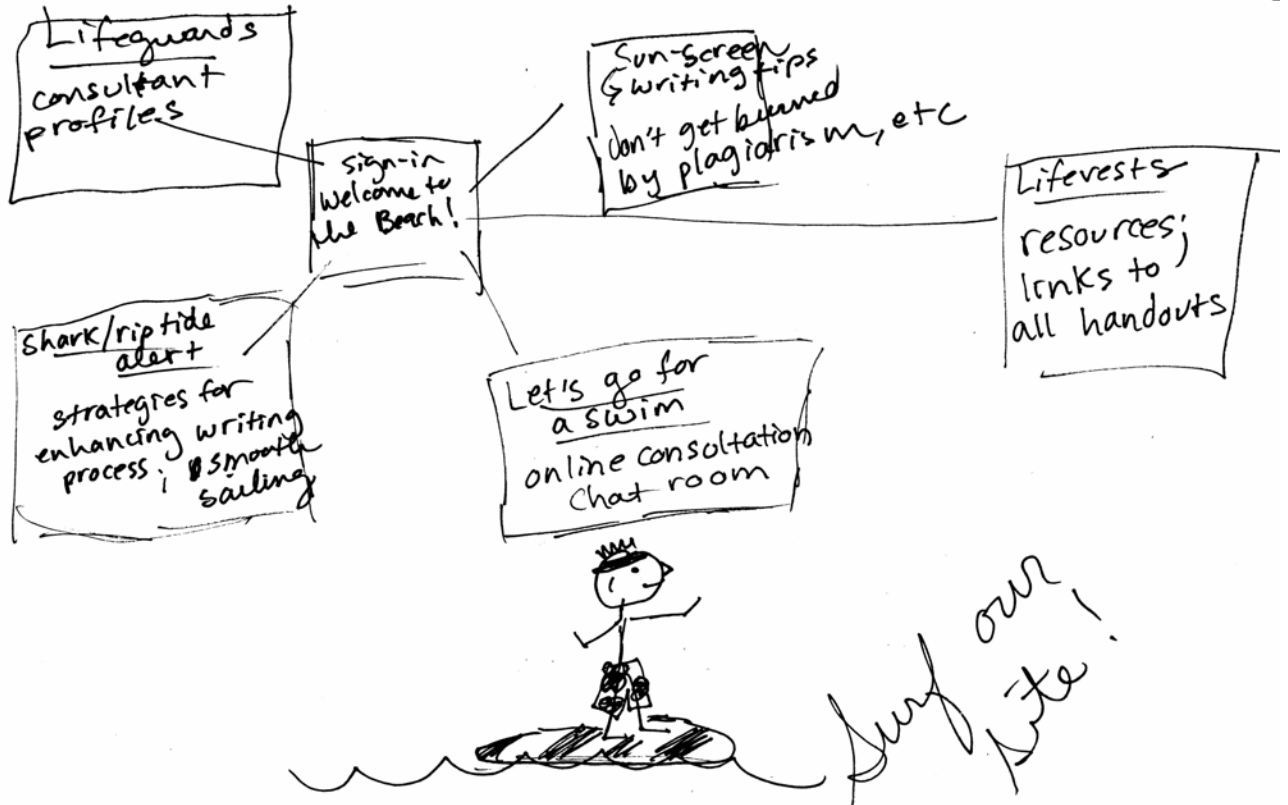 Lifeguards
consultant
profiles
Sun-screen
↳ writing tips
don't get burned
by plagiarism, etc
sign-in
welcome to
the Beach!
Lifevests
resources;
links to
all handouts
shark/riptide
alert
strategies for
enhancing writing
process; smooth
sailing
Let's go for
a swim
online consultation
chat room
Surf our
site!